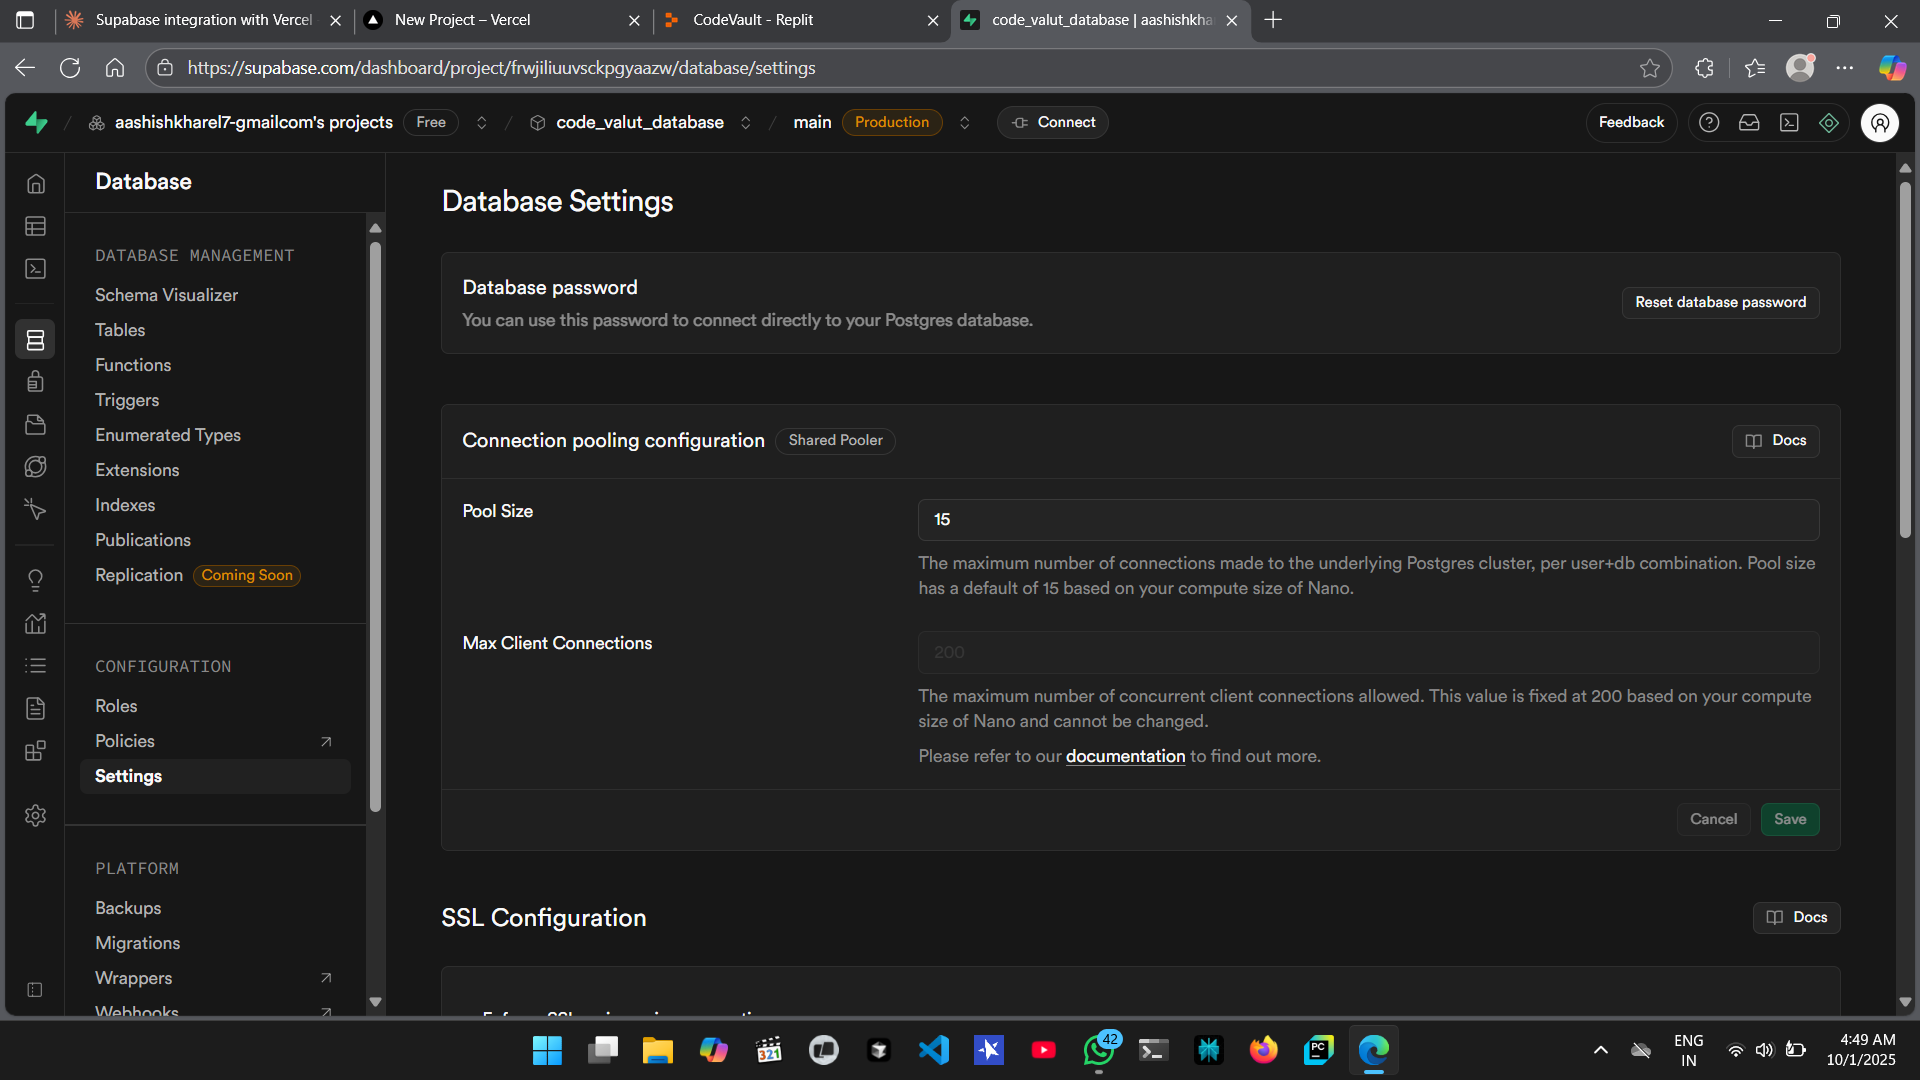 Supabase integration with Vercel
New Project – Vercel
CodeVault - Replit
code_valut_database | aashishkha
https://supabase.com/dashboard/project/frwjiliuuvsckpgyaazw/database/settings
aashishkharel7-gmailcom's projects
Free
code_valut_database
main
Production
Connect
Feedback
Database
DATABASE MANAGEMENT
Schema Visualizer
Tables
Functions
Triggers
Enumerated Types
Extensions
Indexes
Publications
Replication Coming Soon
CONFIGURATION
Roles
Policies
Settings
PLATFORM
Backups
Migrations
Wrappers
Webhooks
Database Settings
Database password
You can use this password to connect directly to your Postgres database.
Reset database password
Connection pooling configuration
Shared Pooler
Docs
Pool Size
15
The maximum number of connections made to the underlying Postgres cluster, per user+db combination. Pool size
has a default of 15 based on your compute size of Nano.
Max Client Connections
200
The maximum number of concurrent client connections allowed. This value is fixed at 200 based on your compute
size of Nano and cannot be changed.
Please refer to our documentation to find out more.
Cancel
Save
SSL Configuration
Docs
321
42
PC
ENG
IN
4:49 AM
10/1/2025